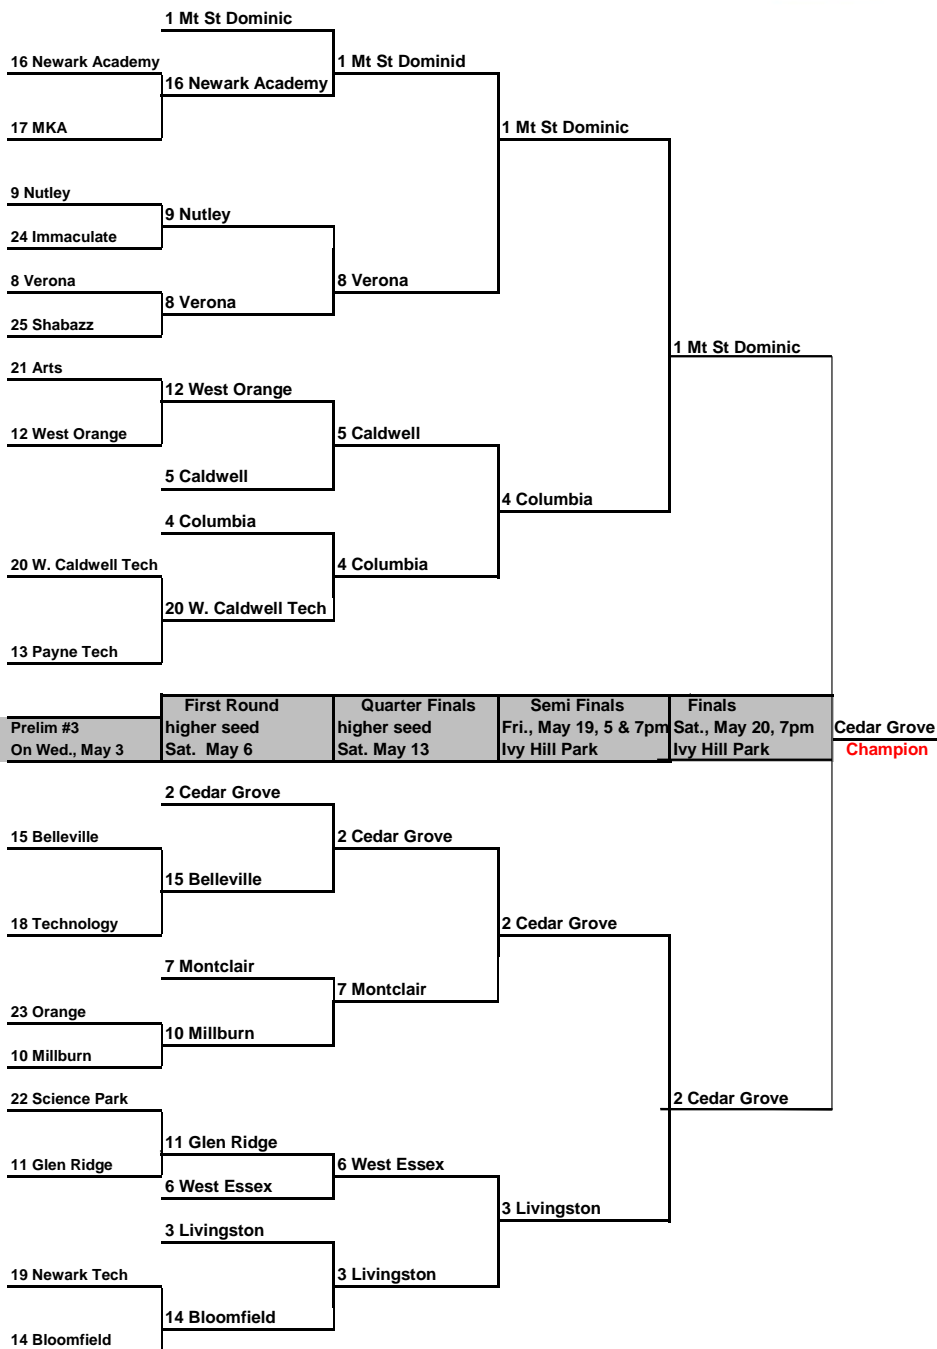 1 Mt St Dominic
16 Newark Academy
1 Mt St Dominid
16 Newark Academy
17 MKA
1 Mt St Dominic
9 Nutley
9 Nutley
24 Immaculate
8 Verona
8 Verona
8 Verona
25 Shabazz
1 Mt St Dominic
21 Arts
12 West Orange
12 West Orange
5 Caldwell
5 Caldwell
4 Columbia
4 Columbia
20 W. Caldwell Tech
4 Columbia
20 W. Caldwell Tech
13 Payne Tech
First Round Quarter Finals Semi Finals Finals
Prelim #3 higher seed higher seed Fri., May 19, 5 & 7pm Sat., May 20, 7pm Cedar Grove
On Wed., May 3 Sat. May 6 Sat. May 13 Ivy Hill Park Ivy Hill Park Champion
2 Cedar Grove
15 Belleville
2 Cedar Grove
15 Belleville
18 Technology
2 Cedar Grove
7 Montclair
7 Montclair
23 Orange
10 Millburn
10 Millburn
22 Science Park
2 Cedar Grove
11 Glen Ridge
11 Glen Ridge
6 West Essex
6 West Essex
3 Livingston
3 Livingston
19 Newark Tech
3 Livingston
14 Bloomfield
14 Bloomfield